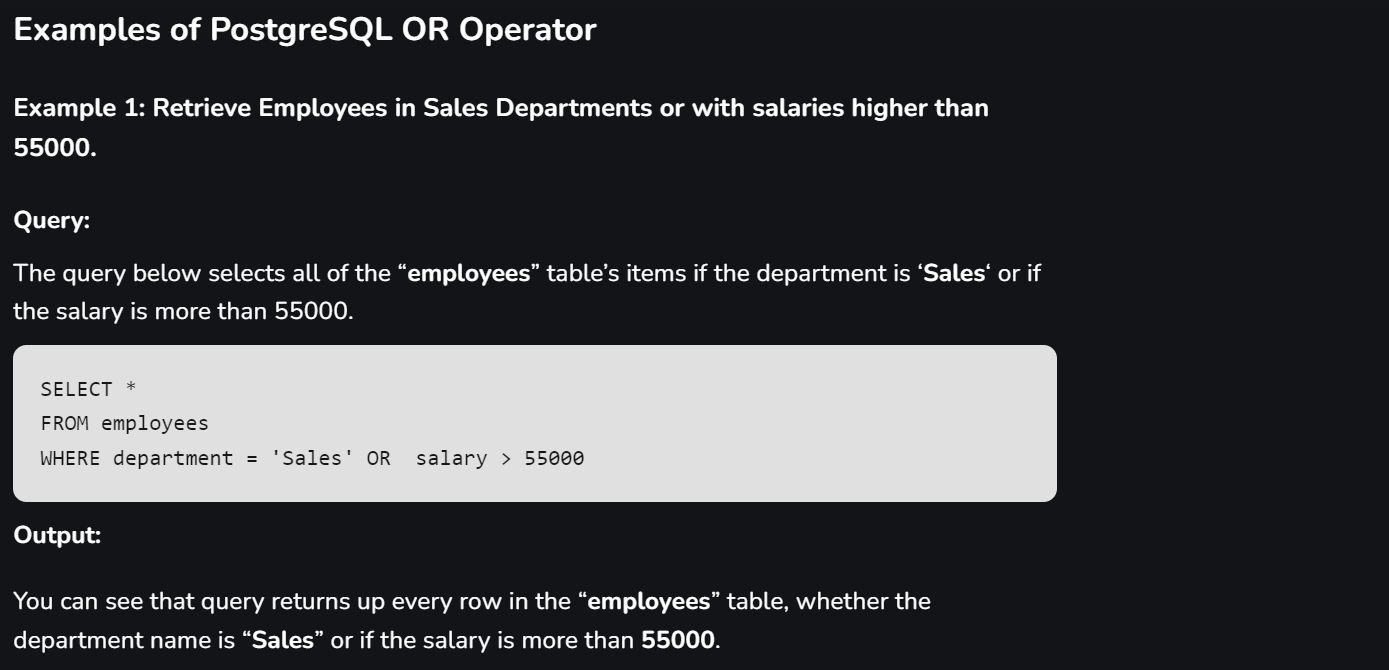 Examples of PostgreSQL OR Operator
Example 1: Retrieve Employees in Sales Departments or with salaries higher than
55000.
Query:
The query below selects all of the “employees” table’s items if the department is ‘Sales‘ or if
the salary is more than 55000.
SELECT *
FROM employees
WHERE department = 'Sales' OR  salary > 55000
Output:
You can see that query returns up every row in the “employees” table, whether the
department name is “Sales” or if the salary is more than 55000.